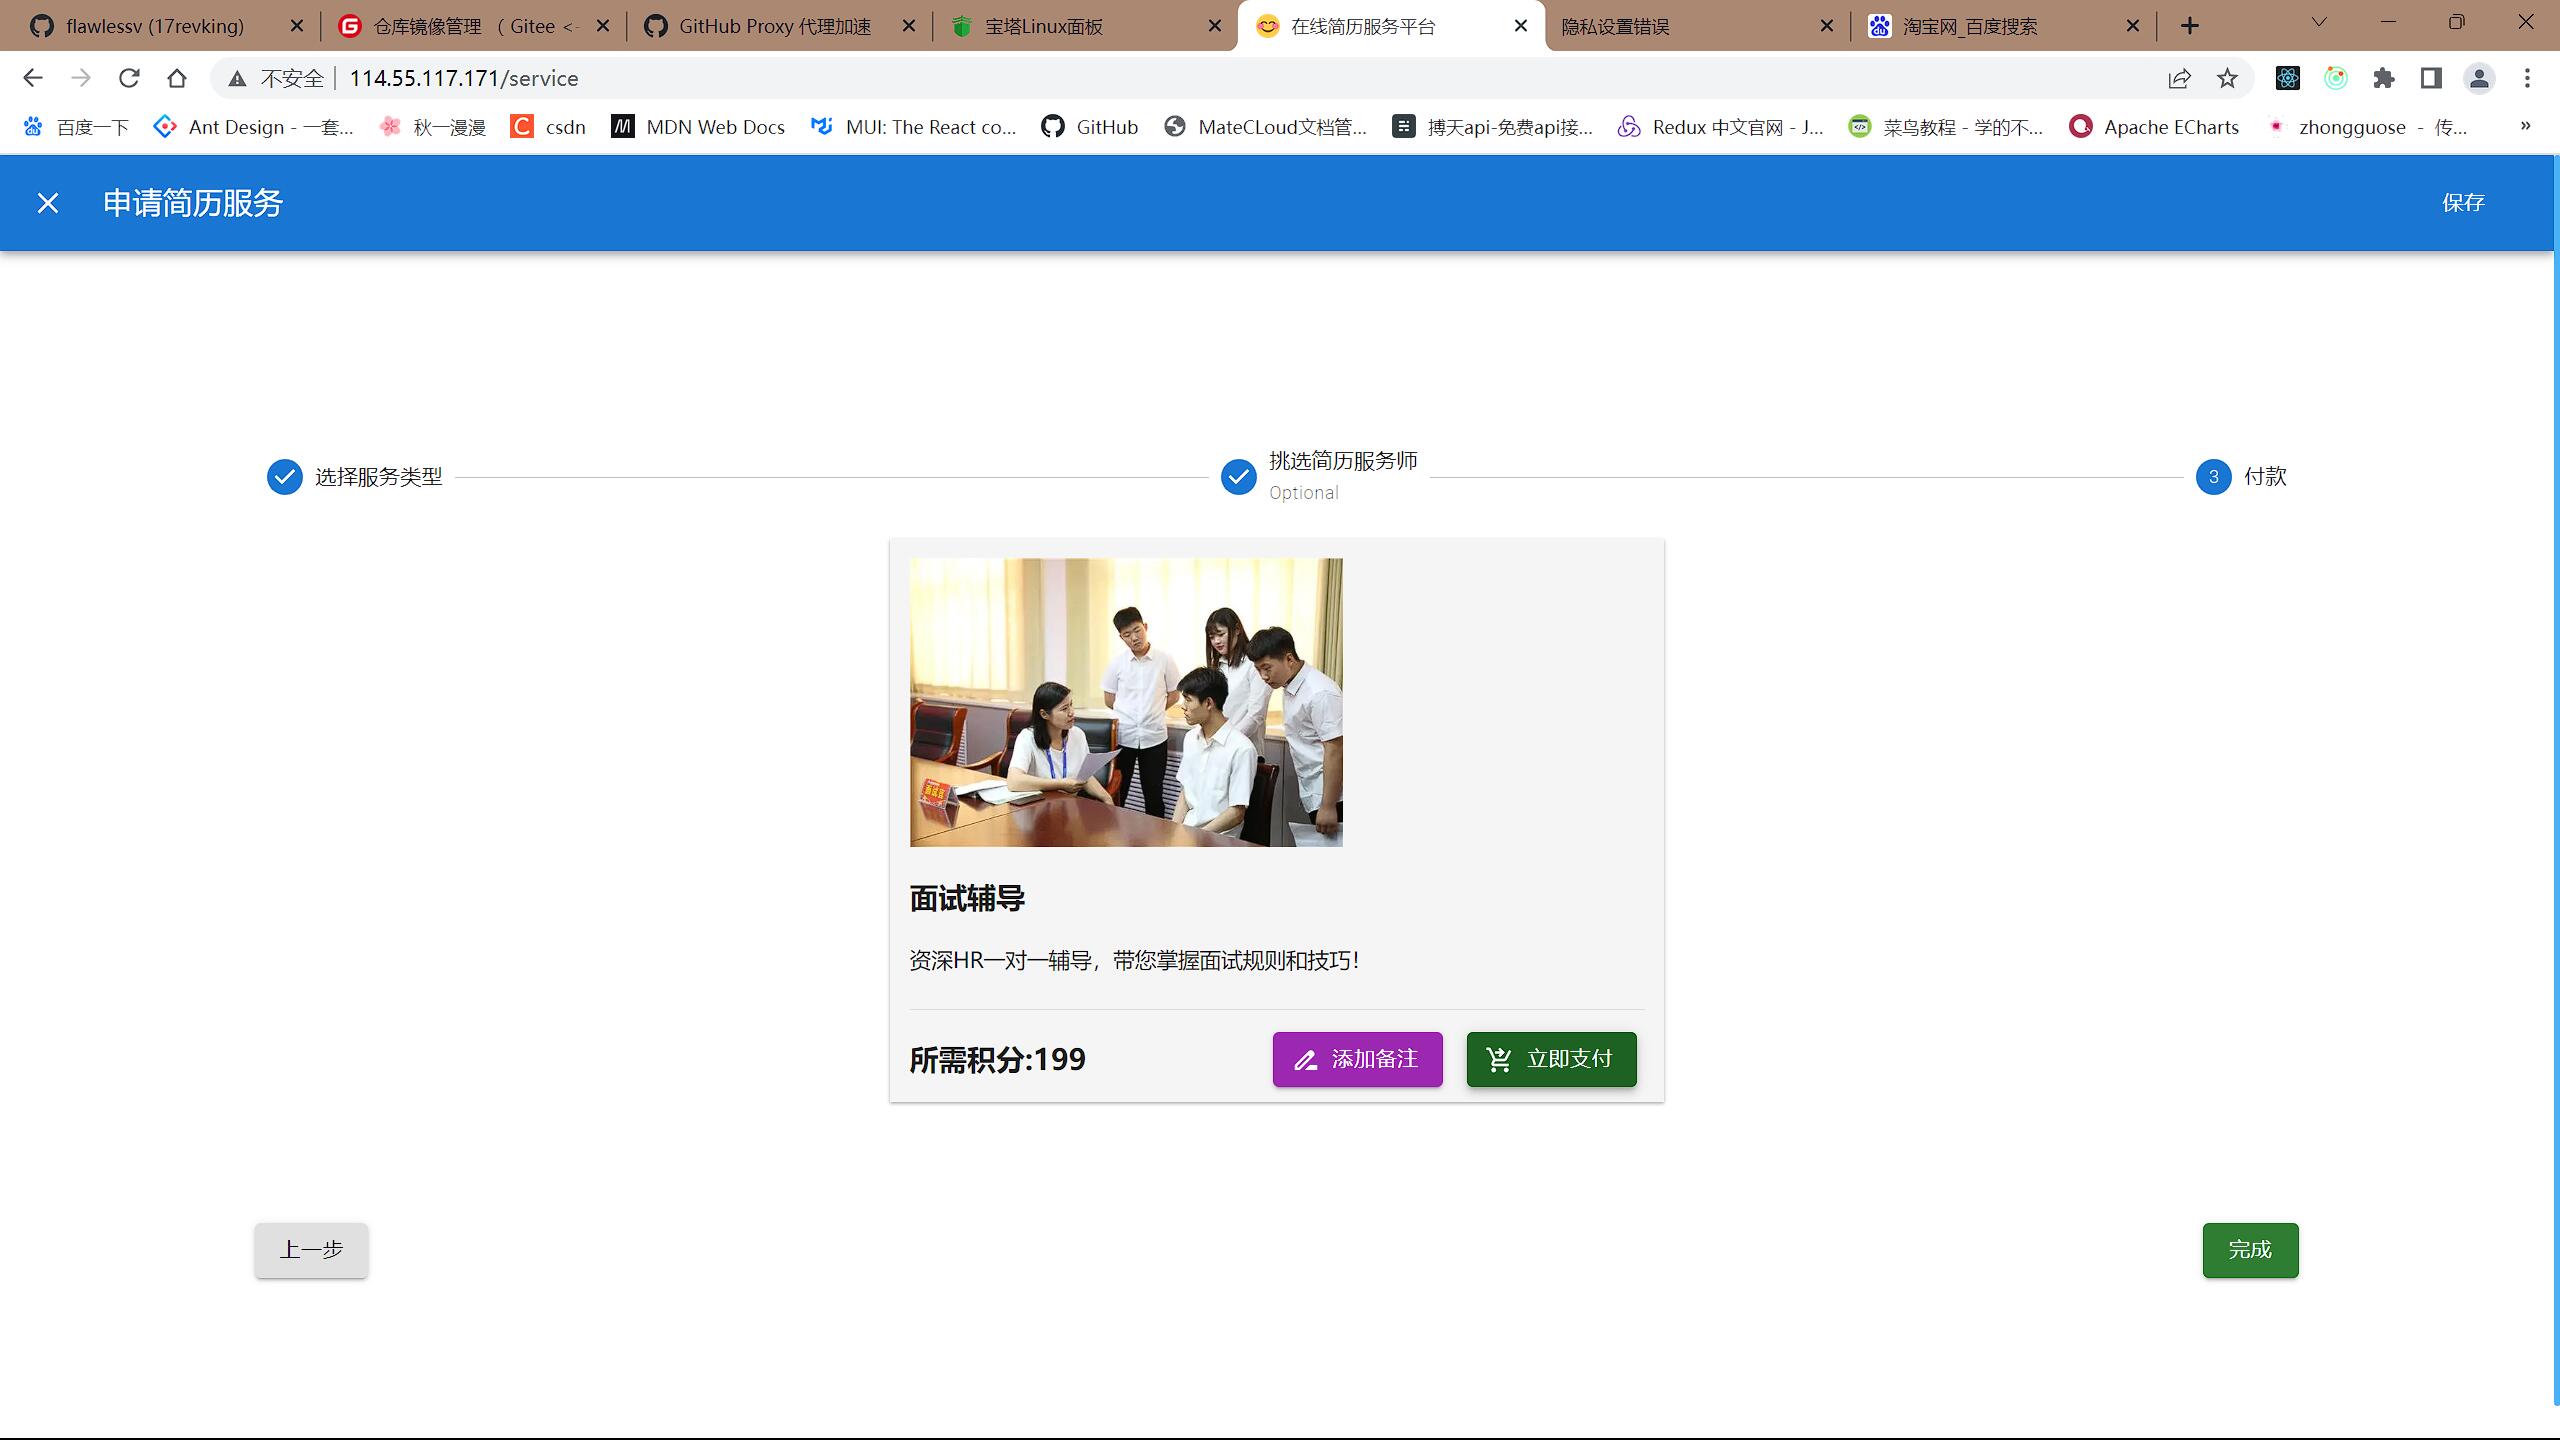 flawlessv (17revking)
仓库镜像管理 （ Gitee <-
GitHub Proxy 代理加速
宝塔Linux面板
在线简历服务平台
隐私设置错误
淘宝网_百度搜索
不安全
114.55.117.171/service
百度一下
Ant Design - 一套...
秋一漫漫
csdn
MDN Web Docs
MUI: The React co...
GitHub
MateCLoud文档管...
搏天api-免费api接...
Redux 中文官网 - J...
菜鸟教程 - 学的不...
Apache ECharts
zhongguose - 传...
申请简历服务
保存
选择服务类型
挑选简历服务师
Optional
3
付款
面试官
面试辅导
资深HR一对一辅导，带您掌握面试规则和技巧！
所需积分:199
添加备注
立即支付
上一步
完成